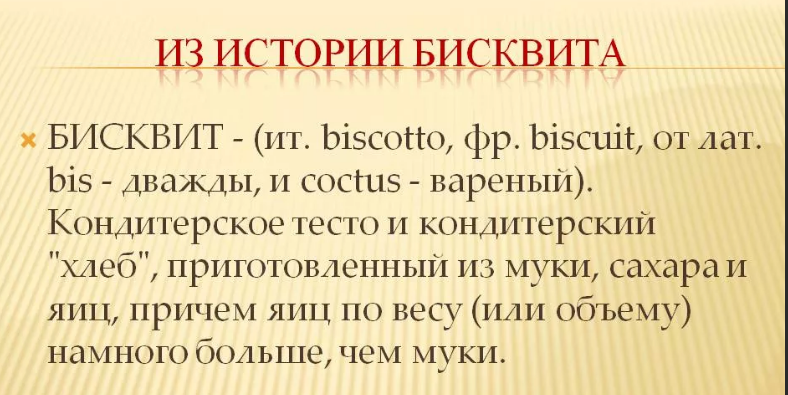 ИЗ ИСТОРИИ БИСКВИТА
БИСКВИТ - (ит. biscotto, фр. biscuit, от лат.
bis - дважды, и coctus - вареный).
Кондитерское тесто и кондитерский
"хлеб", приготовленный из муки, сахара и
яиц, причем яиц по весу (или объему)
намного больше, чем муки.